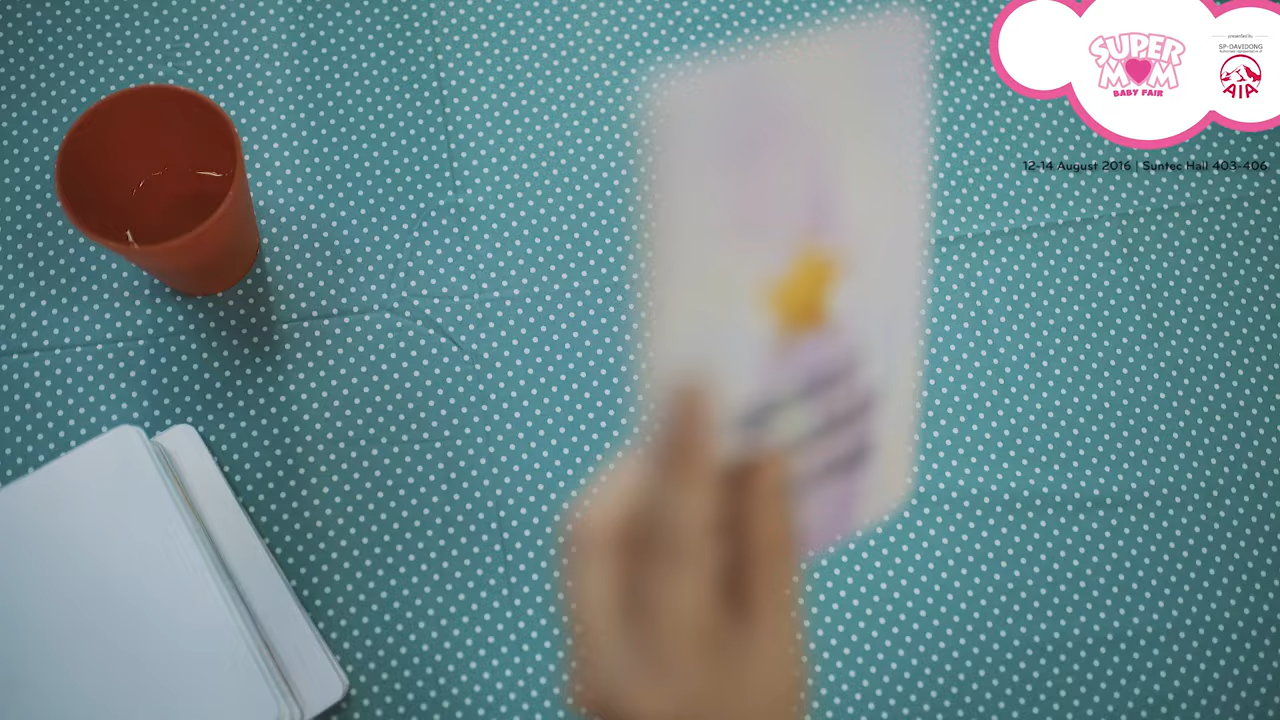 SUPER
MOM
BABY FAIR
presented by
SP-DAVIDONG
AIA
12-14 August 2016 | Suntec Hall 403-406